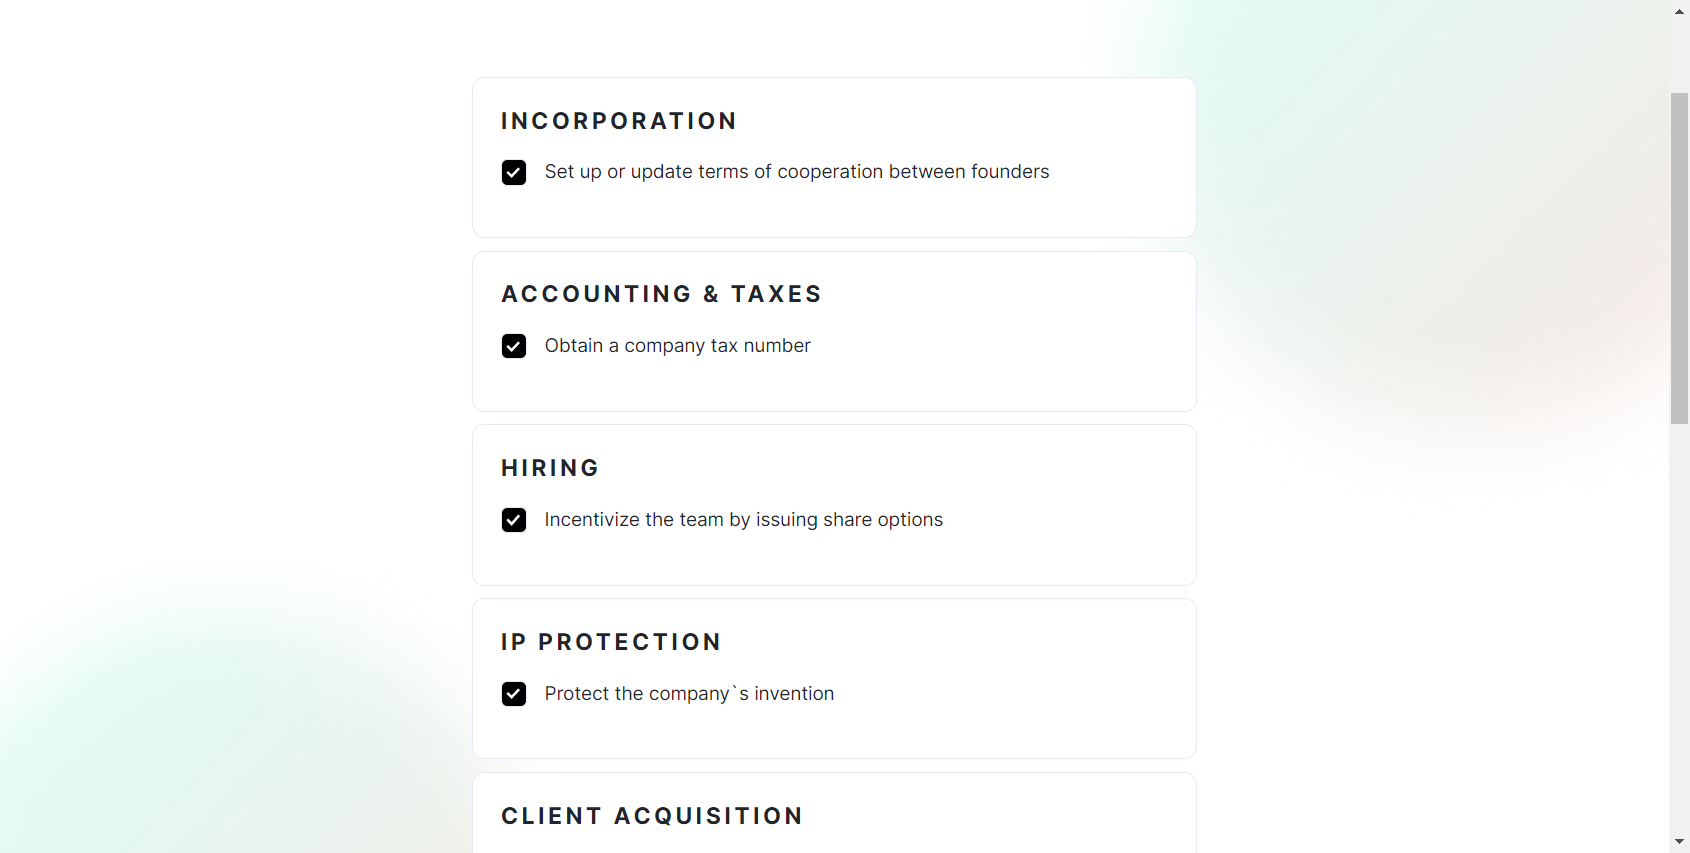 INCORPORATION
Set up or update terms of cooperation between founders
ACCOUNTING & TAXES
Obtain a company tax number
HIRING
Incentivize the team by issuing share options
IP PROTECTION
Protect the company`s invention
CLIENT ACQUISITION